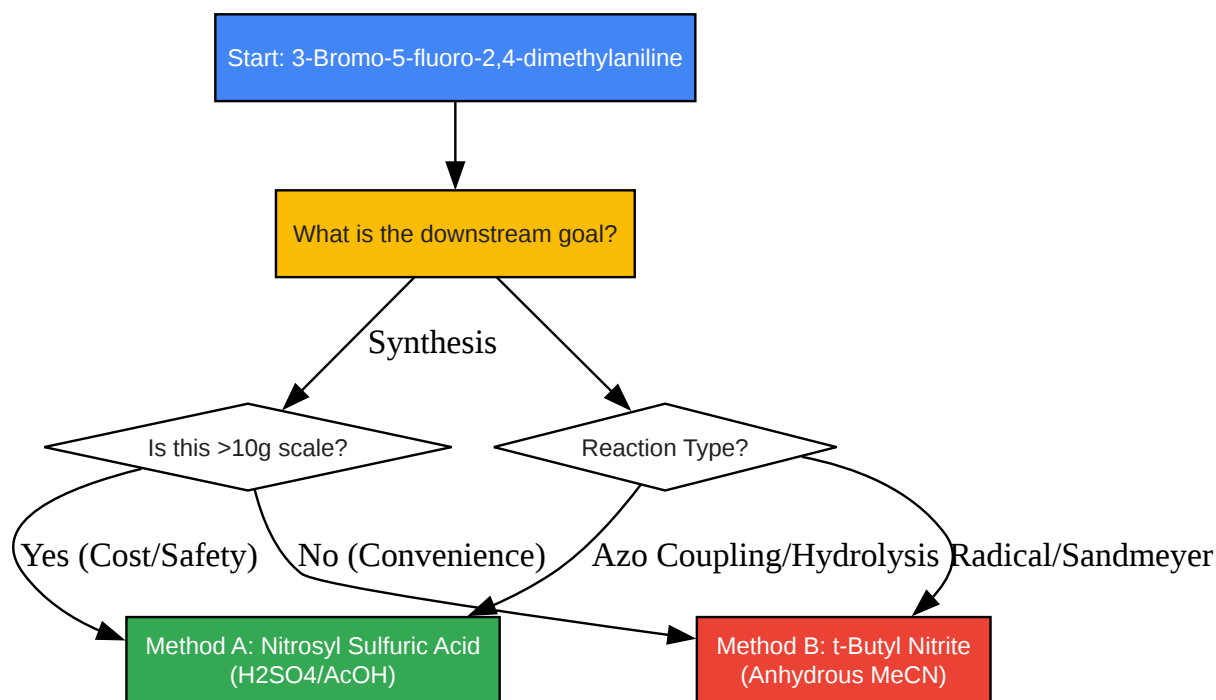 Start: 3-Bromo-5-fluoro-2,4-dimethylaniline
What is the downstream goal?
Synthesis
Is this >10g scale?
Reaction Type?
Yes (Cost/Safety)
No (Convenience)
Azo Coupling/Hydrolysis
Radical/Sandmeyer
Method A: Nitrosyl Sulfuric Acid
(H2SO4/AcOH)
Method B: t-Butyl Nitrite
(Anhydrous MeCN)